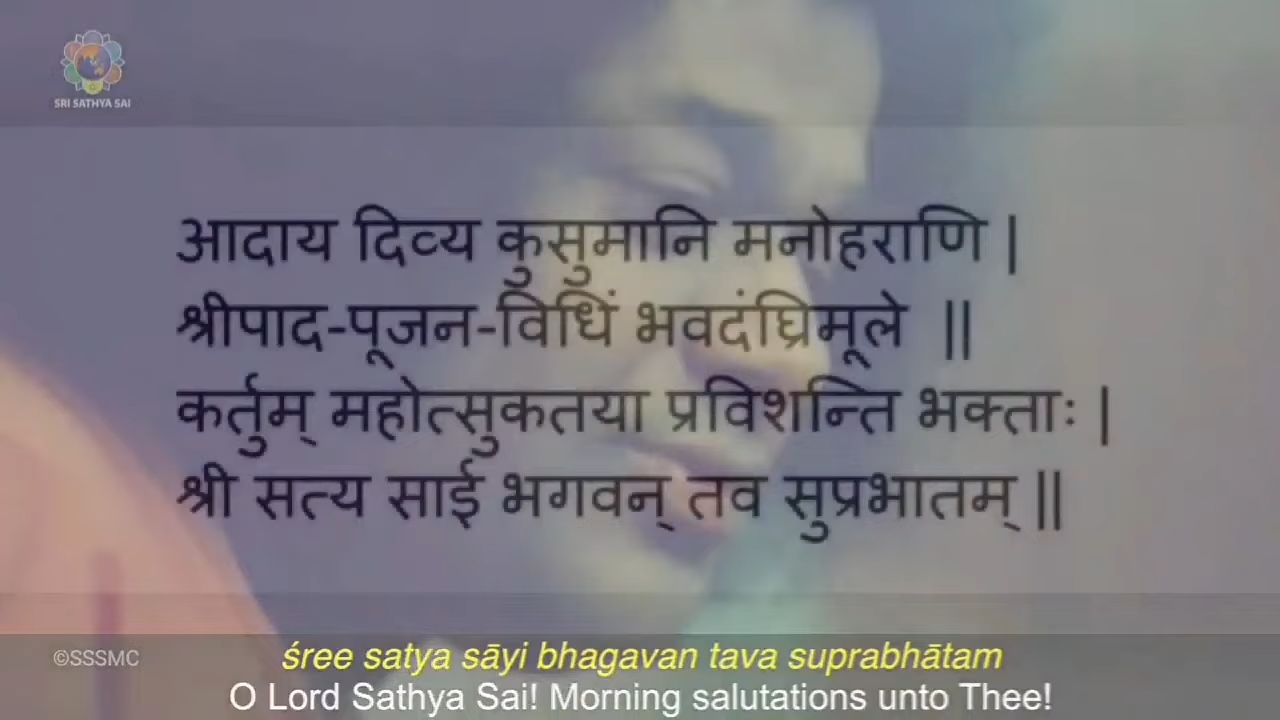 SRI SATHYA SAI
आदाय दिव्य कुसुमानि मनोहराणि |
श्रीपाद-पूजन-विधिं भवदंघ्रिमूले ||
कर्तुम् महोत्सुकतया प्रविशन्ति भक्ताः |
श्री सत्य साई भगवन् तव सुप्रभातम् ||
©SSSMC
śree satya sāyi bhagavan tava suprabhātam
O Lord Sathya Sai! Morning salutations unto Thee!